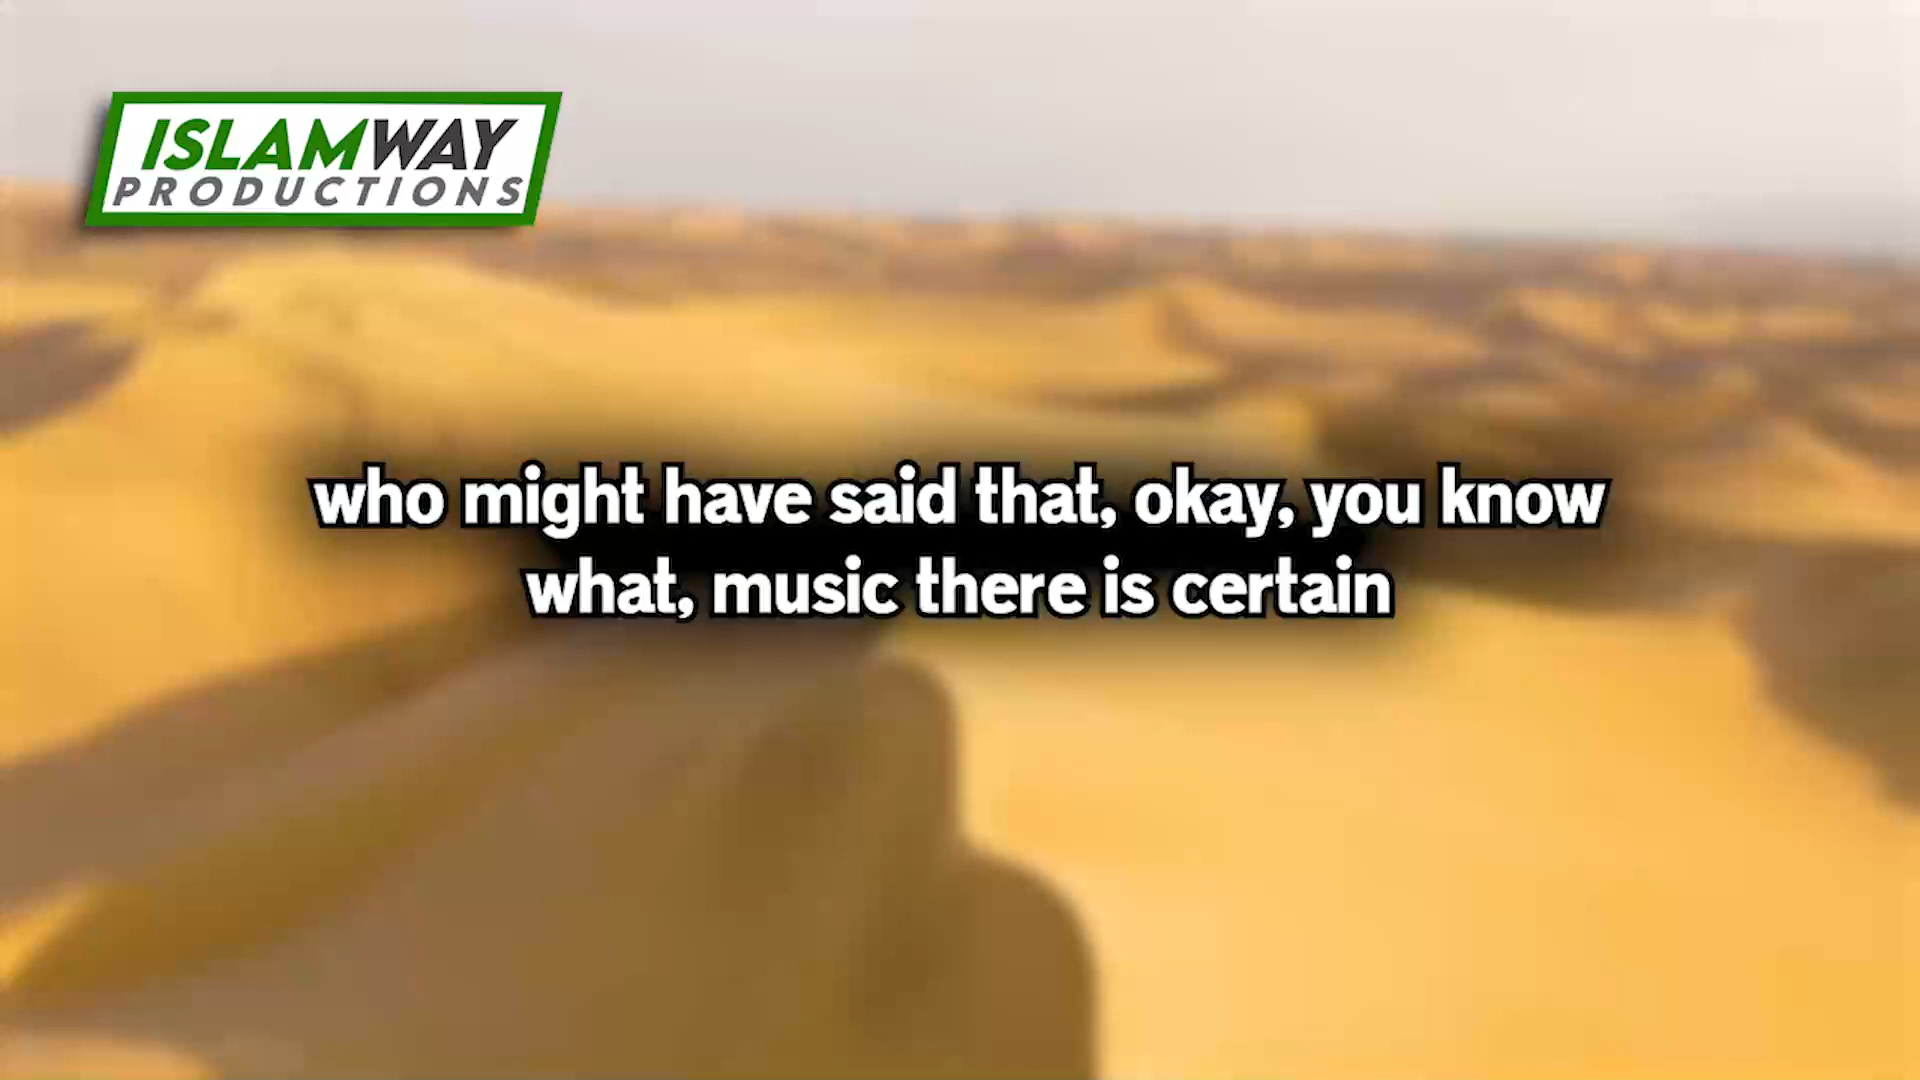 ISLAMWAY
PRODUCTIONS
who might have said that, okay, you know
what, music there is certain